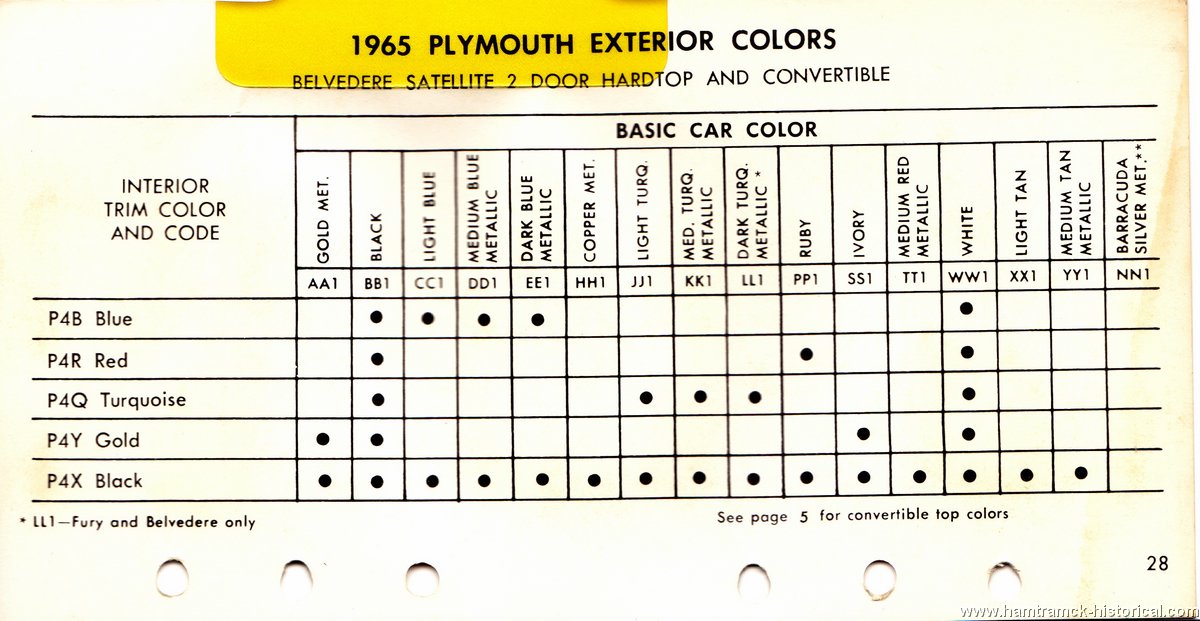 1965 PLYMOUTH EXTERIOR COLORS
BELVEDERE SATELLITE 2 DOOR HARDTOP AND CONVERTIBLE
INTERIOR
TRIM COLOR
AND CODE
BASIC CAR COLOR
GOLD MET.
BLACK
LIGHT BLUE
MEDIUM BLUE
METALLIC
DARK BLUE
METALLIC
COPPER MET.
LIGHT TURQ.
MED. TURQ.
METALLIC
DARK TURQ.
METALLIC *
RUBY
IVORY
MEDIUM RED
METALLIC
WHITE
LIGHT TAN
MEDIUM TAN
METALLIC
BARRACUDA
SILVER MET.**
AA1 BB1 CC1 DD1 EE1 HH1 JJ1 KK1 LL1 PP1 SS1 TT1 WW1 XX1 YY1 NN1
P4B Blue ● ● ● ● ●
P4R Red ● ● ●
P4Q Turquoise ● ● ● ● ●
P4Y Gold ● ● ● ●
P4X Black ● ● ● ● ● ● ● ● ● ● ● ● ● ● ●
* LL1—Fury and Belvedere only
See page 5 for convertible top colors
28
www.hamtramck-historical.com